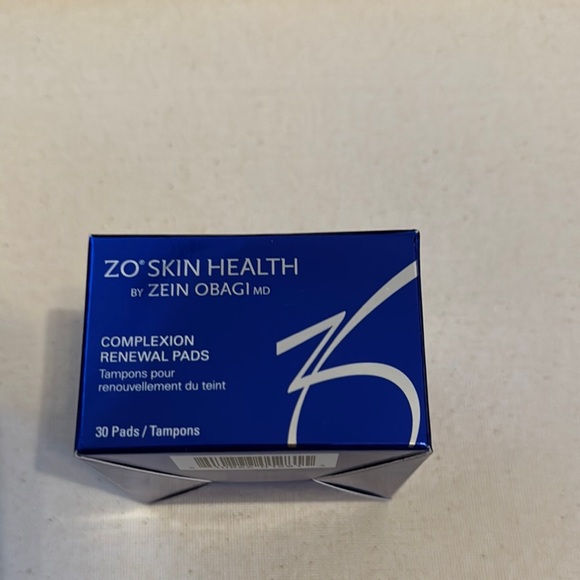 ZO® SKIN HEALTH
BY ZEIN OBAGI MD
COMPLEXION
RENEWAL PADS
Tampons pour
renouvellement du teint
30 Pads / Tampons